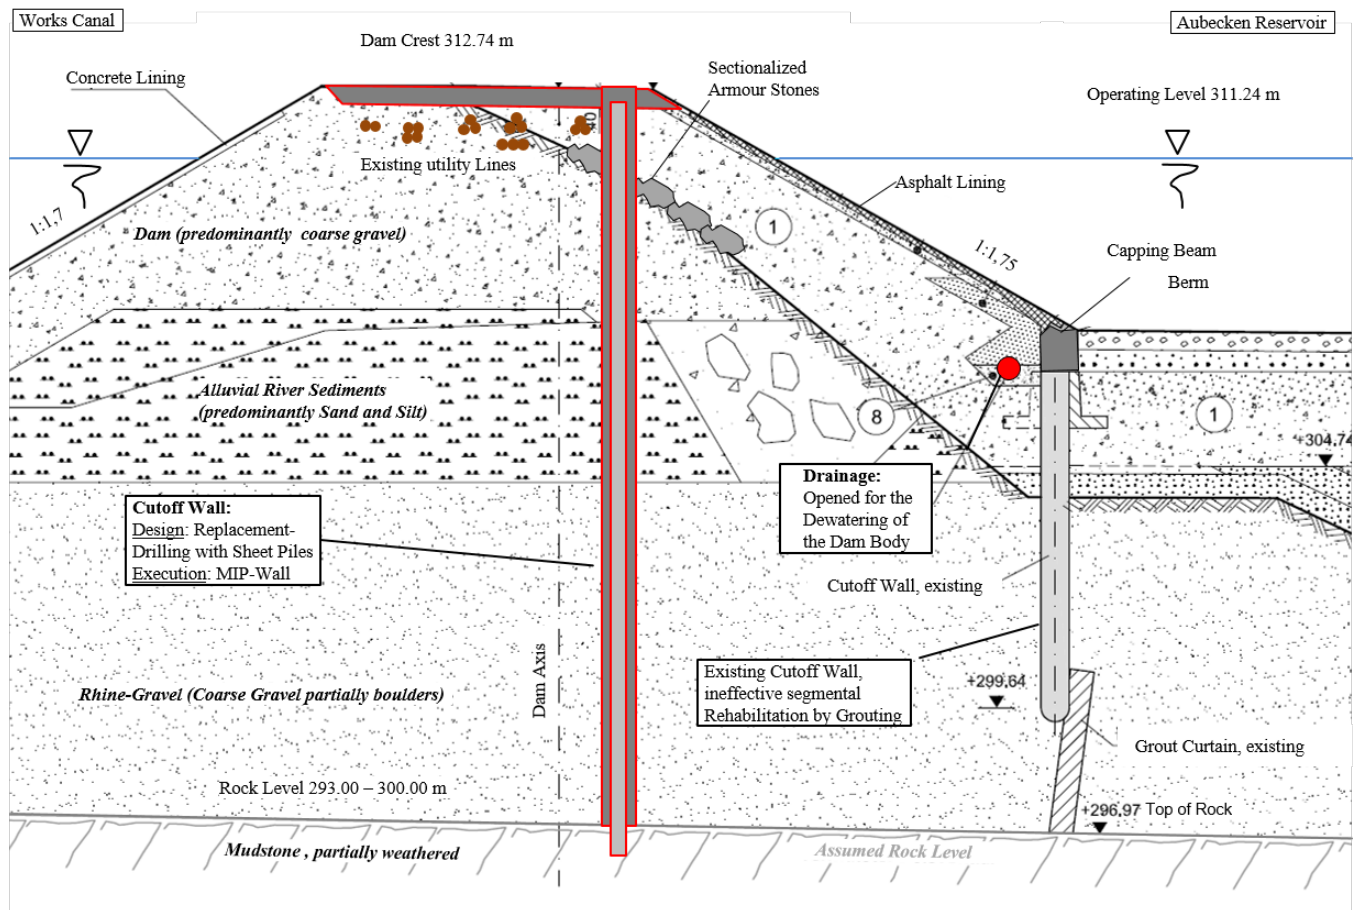 Works Canal
Aubecken Reservoir
Dam Crest 312.74 m
Sectionalized
Armour Stones
Concrete Lining
Operating Level 311.24 m
Existing utility Lines
Asphalt Lining
1:1,7
Dam (predominantly coarse gravel)
1
1:1,75
Capping Beam
Berm
Alluvial River Sediments
(predominantly Sand and Silt)
8
1
+304.74
Drainage:
Opened for the
Dewatering of
the Dam Body
Cutoff Wall:
Design: Replacement-
Drilling with Sheet Piles
Execution: MIP-Wall
Cutoff Wall, existing
Dam Axis
Existing Cutoff Wall,
ineffective segmental
Rehabilitation by Grouting
+299.64
Rhine-Gravel (Coarse Gravel partially boulders)
Grout Curtain, existing
Rock Level 293.00 – 300.00 m
+296.97 Top of Rock
Mudstone , partially weathered
Assumed Rock Level